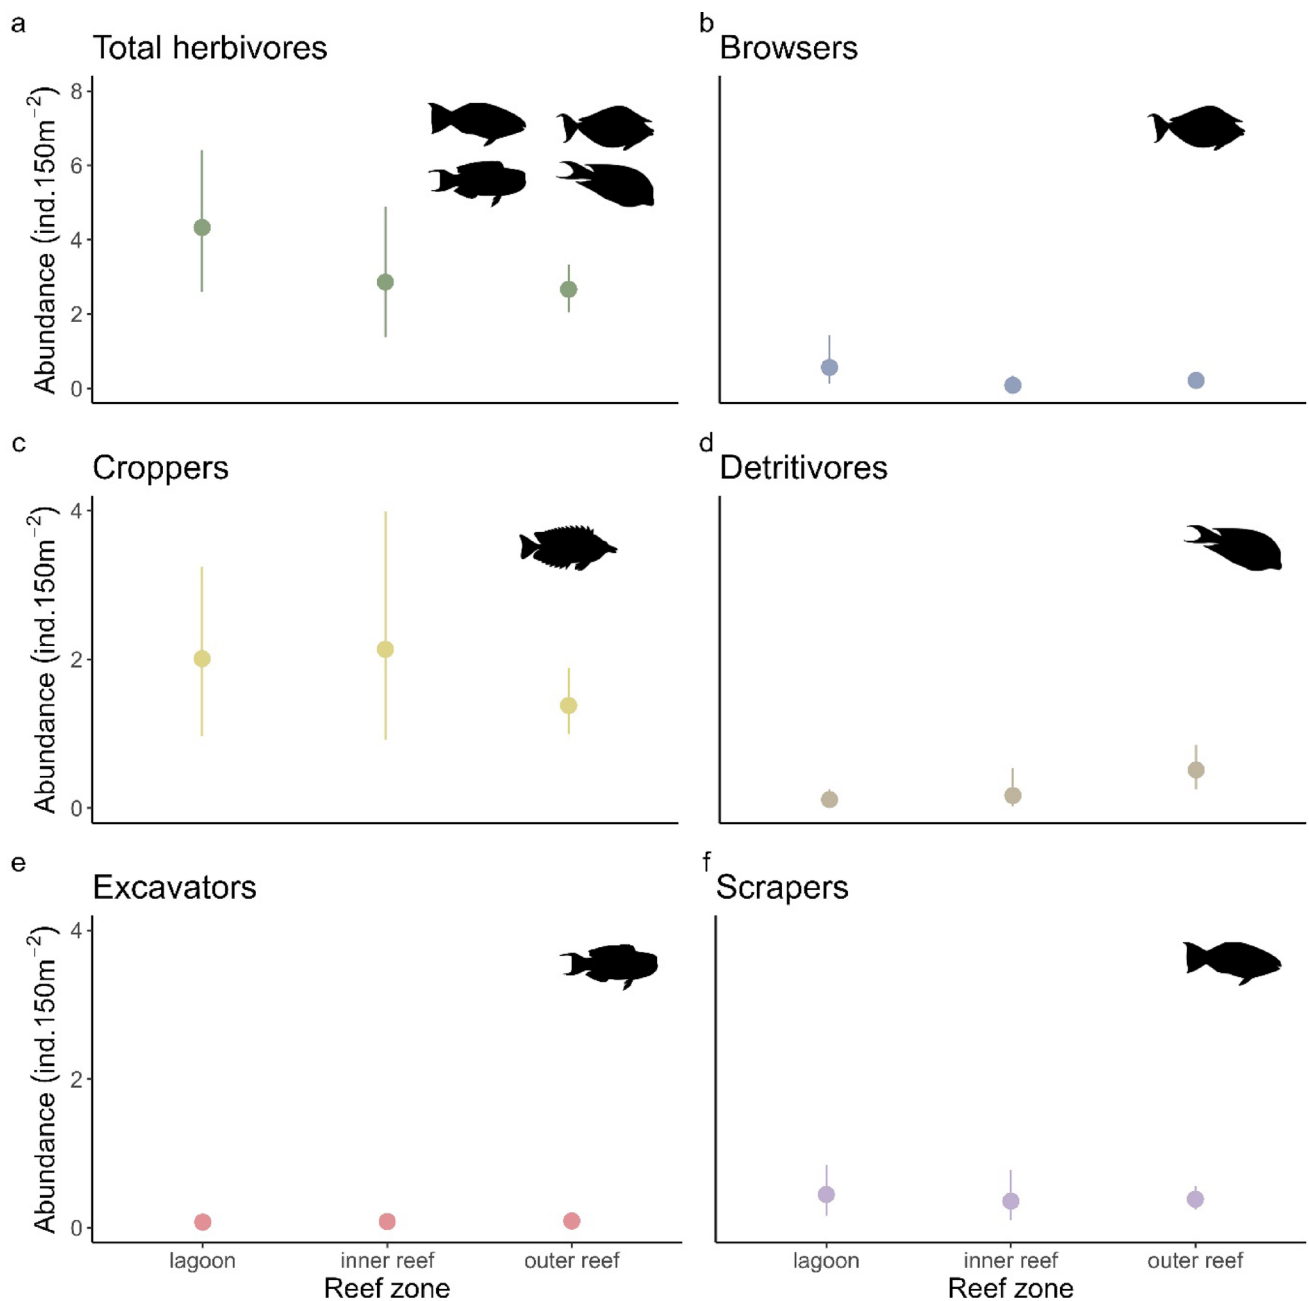 a
Total herbivores
b
Browsers
Abundance (ind.150m⁻²)
8
6
4
2
0
c
Croppers
d
Detritivores
Abundance (ind.150m⁻²)
4
2
0
e
Excavators
f
Scrapers
Abundance (ind.150m⁻²)
4
2
0
lagoon inner reef outer reef
Reef zone
lagoon inner reef outer reef
Reef zone